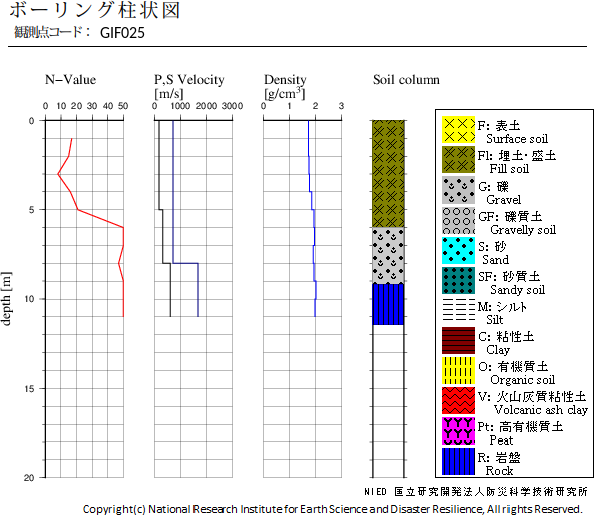 ボーリング柱状図
観測点コード： GIF025
N-Value
P,S Velocity
[m/s]
Density
[g/cm³]
Soil column
0 10 20 30 40 50
0 1000 2000 3000
0 1 2 3
depth [m]
0
5
10
15
20
F: 表土
Surface soil
Fl: 埋土・盛土
Fill soil
G: 礫
Gravel
GF: 礫質土
Gravelly soil
S: 砂
Sand
SF: 砂質土
Sandy soil
M: シルト
Silt
C: 粘性土
Clay
O: 有機質土
Organic soil
V: 火山灰質粘性土
Volcanic ash clay
Pt: 高有機質土
Peat
R: 岩盤
Rock
NIED 国立研究開発法人防災科学技術研究所
Copyright(c) National Research Institute for Earth Science and Disaster Resilience, All rights Reserved.